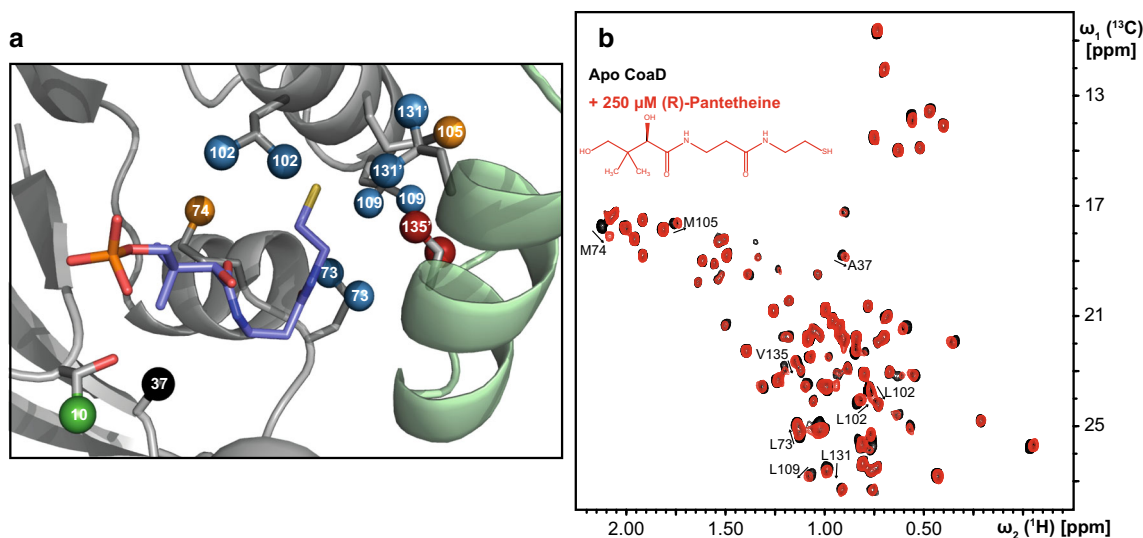 a
102
102
131'
105
131'
109
109
135'
74
73
73
37
10
b
Apo CoaD
+ 250 µM (R)-Pantetheine
HO
OH
H
N
O
H₃C
CH₃
O
H
N
SH
M74
M105
A37
V135
L102
L102
L73
L109
L131
ω₁ (¹³C)
[ppm]
13
17
21
25
2.00
1.50
1.00
0.50
ω₂ (¹H) [ppm]